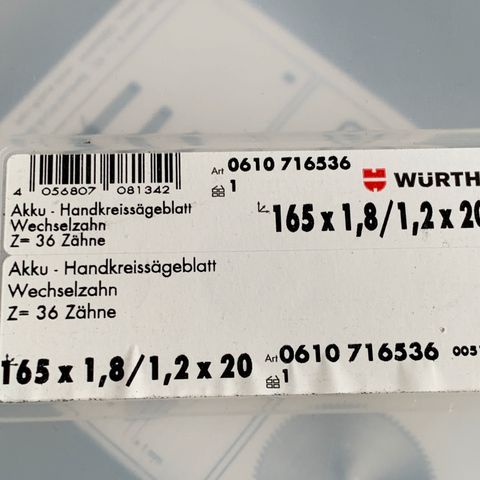 4 056807 081342
Art 0610 716536
1
WÜRTH
Akku - Handkreissägeblatt
Wechselzahn
Z= 36 Zähne
165 x 1,8/1,2 x 20
Akku - Handkreissägeblatt
Wechselzahn
Z= 36 Zähne
165 x 1,8/1,2 x 20
Art 0610 716536
1